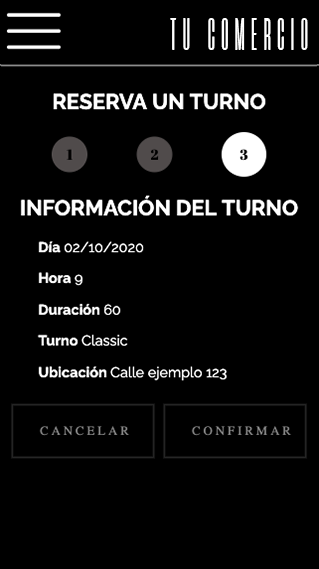 TU COMERCIO
RESERVA UN TURNO
1 2 3
INFORMACIÓN DEL TURNO
Día 02/10/2020
Hora 9
Duración 60
Turno Classic
Ubicación Calle ejemplo 123
CANCELAR CONFIRMAR